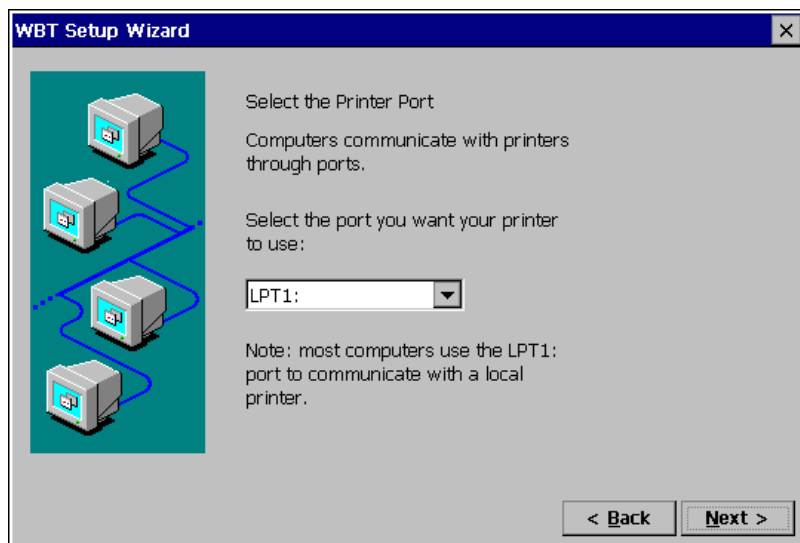 WBT Setup Wizard
Select the Printer Port
Computers communicate with printers
through ports.
Select the port you want your printer
to use:
LPT1:
Note: most computers use the LPT1:
port to communicate with a local
printer.
< Back
Next >